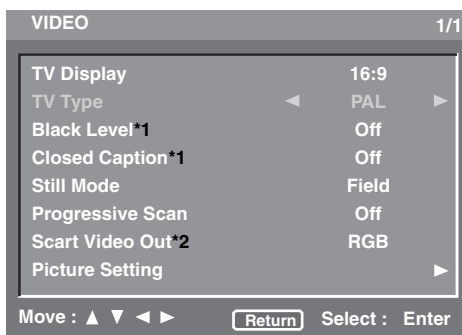 VIDEO 1/1
TV Display 16:9
TV Type ◀ PAL ▶
Black Level*1 Off
Closed Caption*1 Off
Still Mode Field
Progressive Scan Off
Scart Video Out*2 RGB
Picture Setting ▶
Move : ▲ ▼ ◀ ▶ Return Select : Enter